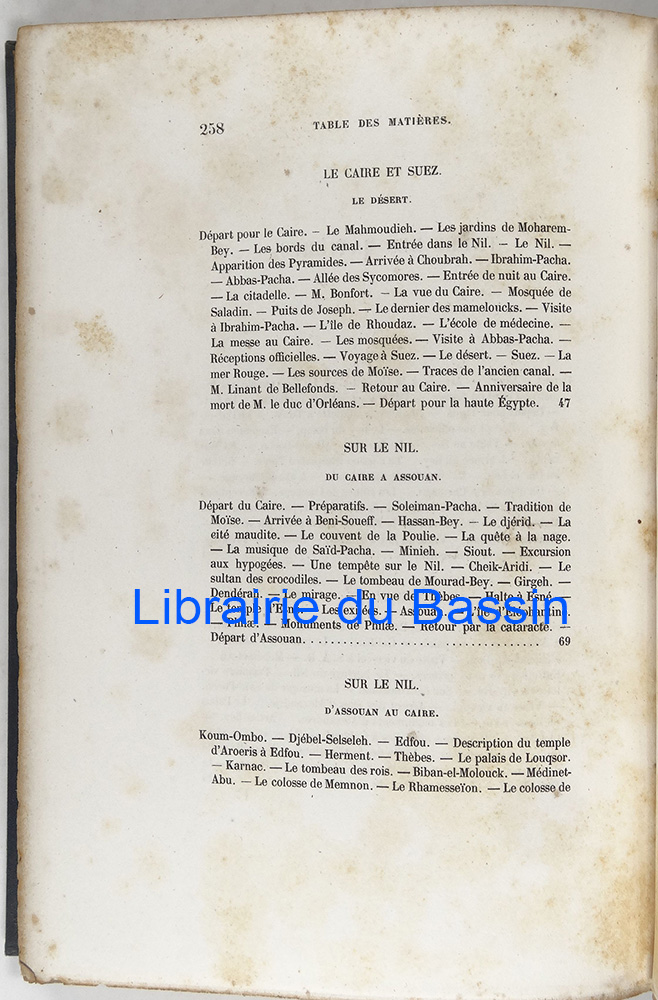 258 TABLE DES MATIÈRES.
LE CAIRE ET SUEZ.
LE DÉSERT.
Départ pour le Caire. — Le Mahmoudieh. — Les jardins de Moharem-
Bey. — Les bords du canal. — Entrée dans le Nil. — Le Nil. —
Apparition des Pyramides. — Arrivée à Choubrah. — Ibrahim-Pacha.
— Abbas-Pacha. — Allée des Sycomores. — Entrée de nuit au Caire.
— La citadelle. — M. Bonfort. — La vue du Caire. — Mosquée de
Saladin. — Puits de Joseph. — Le dernier des mameloucks. — Visite
à Ibrahim-Pacha. — L'île de Rhoudaz. — L'école de médecine. —
La messe au Caire. — Les mosquées. — Visite à Abbas-Pacha. —
Réceptions officielles. — Voyage à Suez. — Le désert. — Suez. — La
mer Rouge. — Les sources de Moïse. — Traces de l'ancien canal. —
M. Linant de Bellefonds. — Retour au Caire. — Anniversaire de la
mort de M. le duc d'Orléans. — Départ pour la haute Égypte. 47
SUR LE NIL.
DU CAIRE A ASSOUAN.
Départ du Caire. — Préparatifs. — Soleiman-Pacha. — Tradition de
Moïse. — Arrivée à Beni-Soueff. — Hassan-Bey. — Le djérid. — La
cité maudite. — Le couvent de la Poulie. — La quête à la nage.
— La musique de Saïd-Pacha. — Minieh. — Siout. — Excursion
aux hypogées. — Une tempête sur le Nil. — Cheik-Aridi. — Le
sultan des crocodiles. — Le tombeau de Mourad-Bey. — Girgeh. —
Dendérah. — Le mirage. — En vue de Thèbes. — Halte à Esné. —
Le temple d'Esné. — Les exilées. — Assouan. — L'île d'Éléphantine.
— Philæ. — Monuments de Philæ. — Retour par la cataracte. —
Départ d'Assouan. . . . . . . . . . . . . . . . . . . . . . . . . . . . 69
Librairie du Bassin
SUR LE NIL.
D'ASSOUAN AU CAIRE.
Koum-Ombo. — Djébel-Selseleh. — Edfou. — Description du temple
d'Aroeris à Edfou. — Herment. — Thèbes. — Le palais de Louqsor.
— Karnac. — Le tombeau des rois. — Biban-el-Molouck. — Médinet-
Abu. — Le colosse de Memnon. — Le Rhamesseïon. — Le colosse de